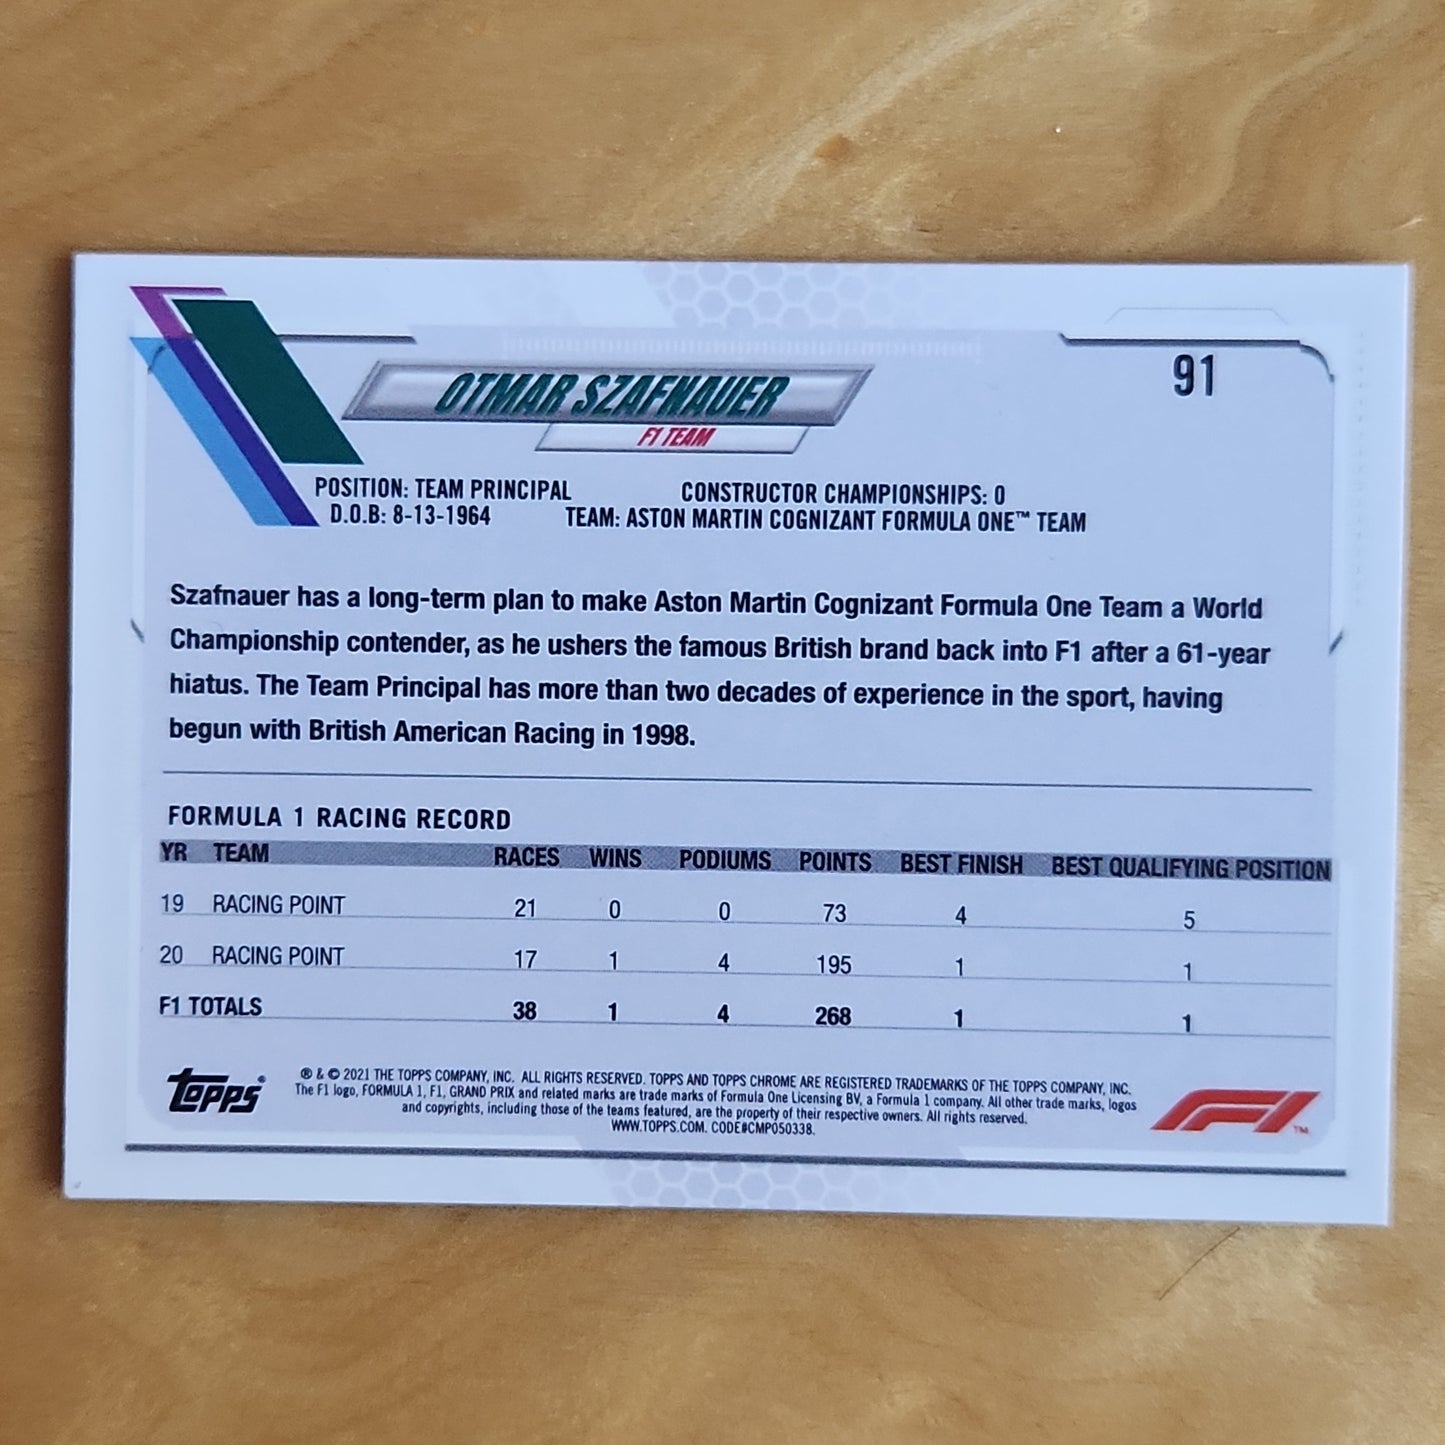 91
OTMAR SZAFNAUER
F1 TEAM
POSITION: TEAM PRINCIPAL CONSTRUCTOR CHAMPIONSHIPS: 0
D.O.B: 8-13-1964 TEAM: ASTON MARTIN COGNIZANT FORMULA ONE™ TEAM
Szafnauer has a long-term plan to make Aston Martin Cognizant Formula One Team a World
Championship contender, as he ushers the famous British brand back into F1 after a 61-year
hiatus. The Team Principal has more than two decades of experience in the sport, having
begun with British American Racing in 1998.
FORMULA 1 RACING RECORD
YR TEAM RACES WINS PODIUMS POINTS BEST FINISH BEST QUALIFYING POSITION
19 RACING POINT 21 0 0 73 4 5
20 RACING POINT 17 1 4 195 1 1
F1 TOTALS 38 1 4 268 1 1
TOPPS®
® & © 2021 THE TOPPS COMPANY, INC. ALL RIGHTS RESERVED. TOPPS AND TOPPS CHROME ARE REGISTERED TRADEMARKS OF THE TOPPS COMPANY, INC.
The F1 logo, FORMULA 1, F1, GRAND PRIX and related marks are trade marks of Formula One Licensing BV, a Formula 1 company. All other trade marks, logos
and copyrights, including those of the teams featured, are the property of their respective owners. All rights reserved.
WWW.TOPPS.COM. CODE#CMP050338.
F1™